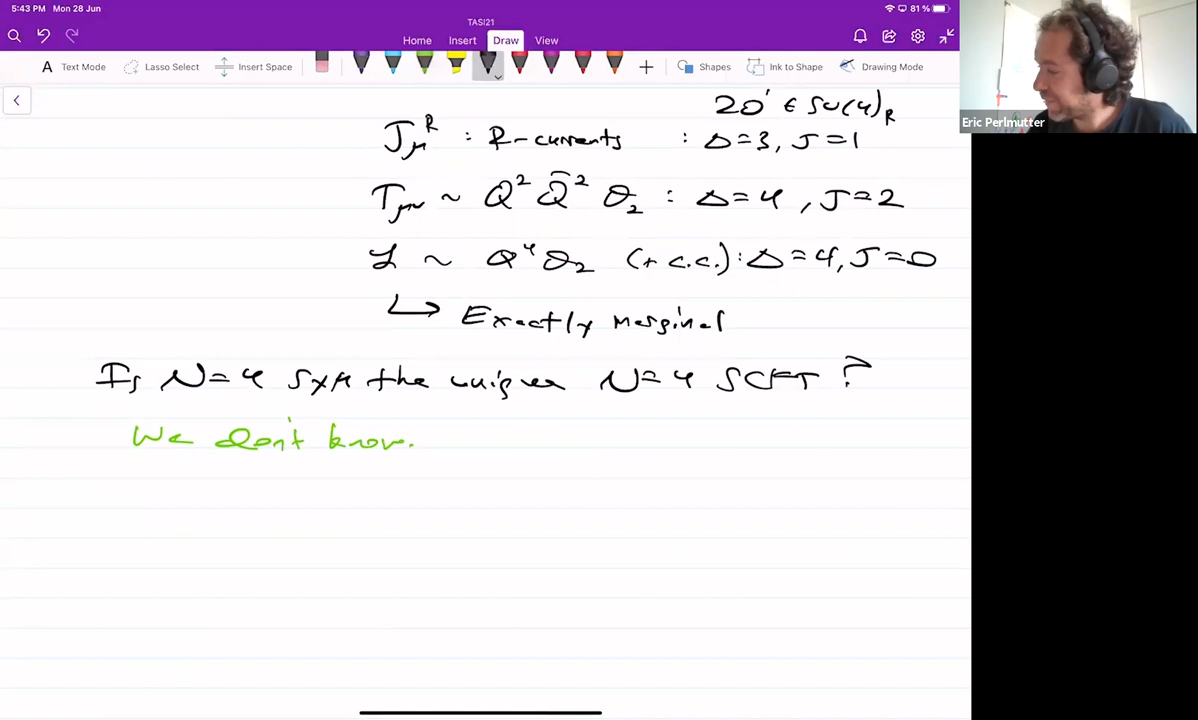 5:43 PM Mon 28 Jun
81 %
TASI21
Home Insert Draw View
Text Mode Lasso Select Insert Space Shapes Ink to Shape Drawing Mode
Eric Perlmutter
20' ∈ SU(4)_R
J_μ^R : R-currents : Δ=3, J=1
T_μν ~ Q² Q̄² O₂ : Δ=4, J=2
ℒ ~ Q⁴ O₂ (+ c.c.) : Δ=4, J=0
↳ Exactly marginal
Is N=4 SYM the unique N=4 SCFT ?
We don't know.